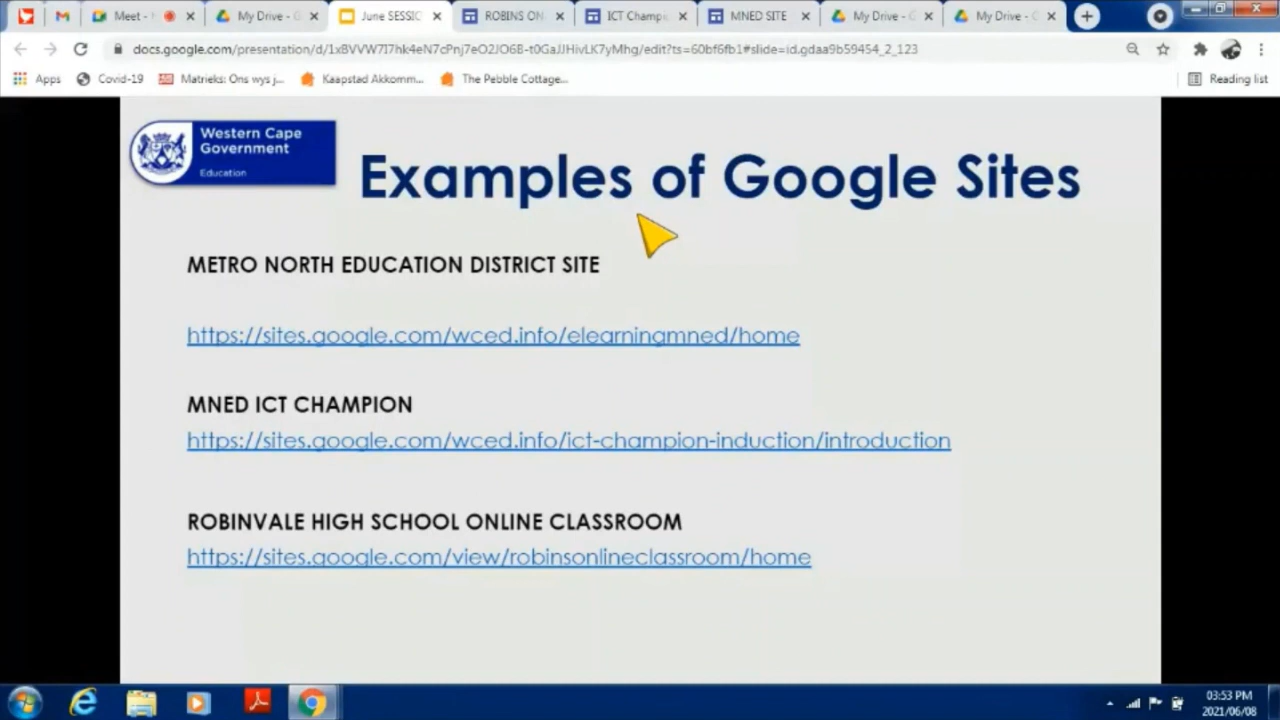 Meet -
My Drive - G
June SESSIC
ROBINS ON
ICT Champi
MNED SITE
My Drive - G
My Drive - G
docs.google.com/presentation/d/1xBVVW7I7hk4eN7cPnj7eO2JO6B-t0GaJJHivLK7yMhg/edit?ts=60bf6fb1#slide=id.gdaa9b59454_2_123
Apps
Covid-19
Matrieks: Ons wys j...
Kaapstad Akkomm...
The Pebble Cottage...
Reading list
Western Cape
Government
Education
Examples of Google Sites
METRO NORTH EDUCATION DISTRICT SITE
https://sites.google.com/wced.info/elearningmned/home
MNED ICT CHAMPION
https://sites.google.com/wced.info/ict-champion-induction/introduction
ROBINVALE HIGH SCHOOL ONLINE CLASSROOM
https://sites.google.com/view/robinsonlineclassroom/home
03:53 PM
2021/06/08